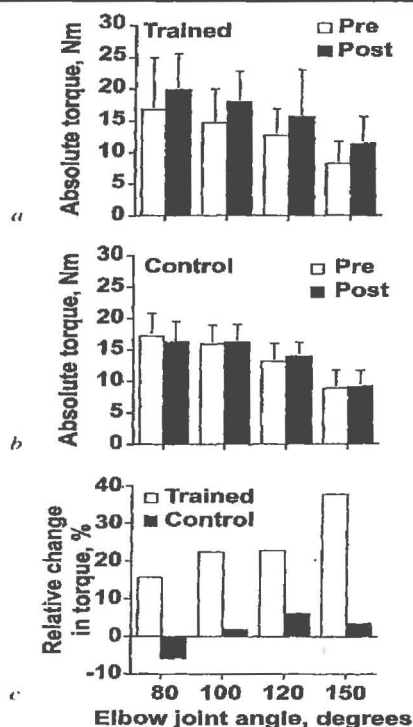 Absolute torque, Nm
30
25
20
15
10
5
0
Trained
Pre
Post
a
Absolute torque, Nm
30
25
20
15
10
5
0
Control
Pre
Post
b
Relative change
in torque, %
40
30
20
10
0
-10
Trained
Control
80 100 120 150
c
Elbow joint angle, degrees